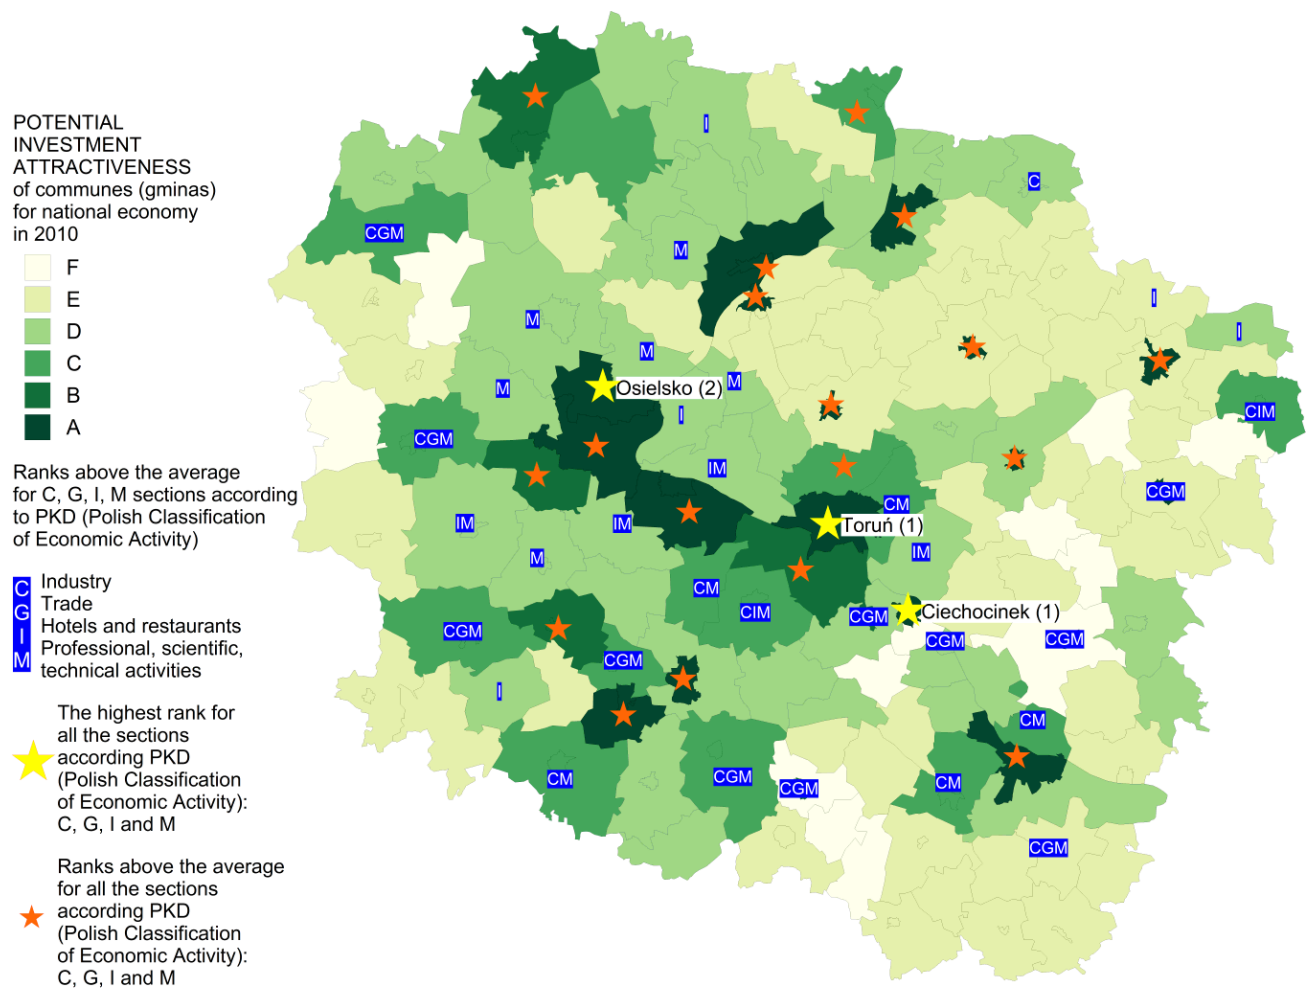 POTENTIAL
INVESTMENT
ATTRACTIVENESS
of communes (gminas)
for national economy
in 2010
F
E
D
C
B
A
Ranks above the average
for C, G, I, M sections according
to PKD (Polish Classification
of Economic Activity)
C Industry
G Trade
I Hotels and restaurants
M Professional, scientific,
technical activities
The highest rank for
all the sections
according PKD
(Polish Classification
of Economic Activity):
C, G, I and M
Ranks above the average
for all the sections
according PKD
(Polish Classification
of Economic Activity):
C, G, I and M
I
C
CGM
M
I
M
I
M
M
M
Osielsko (2)
I
CIM
CGM
IM
CGM
CM
IM
IM
Toruń (1)
M
IM
CM
CIM
CGM
Ciechocinek (1)
CGM
CGM
CGM
CGM
I
CM
CM
CGM
CGM
CM
CGM